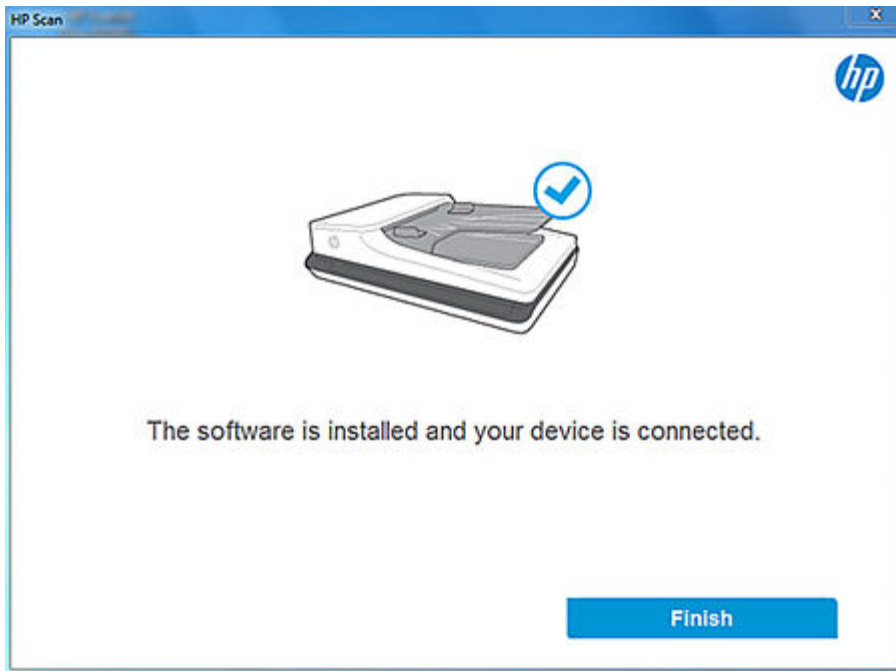 HP Scan
hp
The software is installed and your device is connected.
Finish